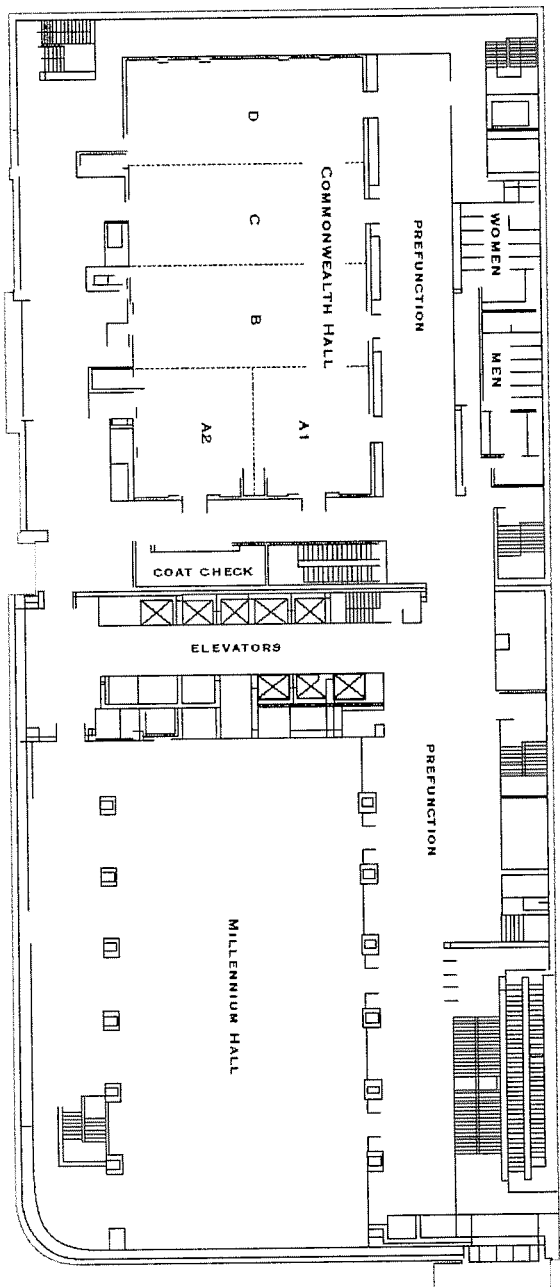 D
C
B
A1
A2
COMMONWEALTH HALL
PREFUNCTION
WOMEN
MEN
COAT CHECK
ELEVATORS
PREFUNCTION
MILLENNIUM HALL